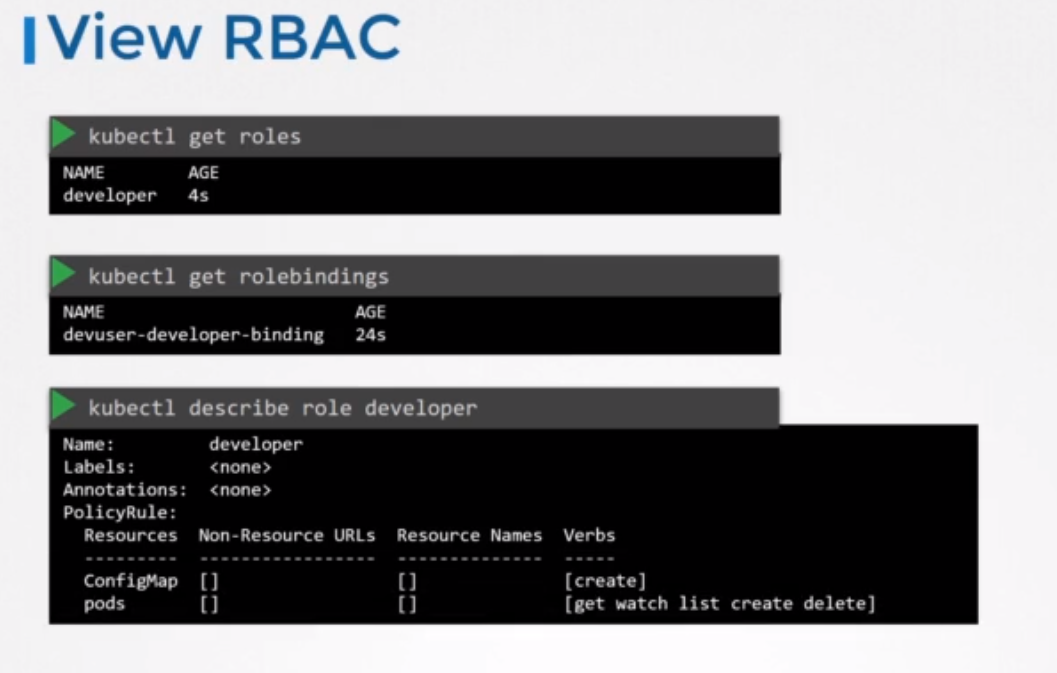 View RBAC
kubectl get roles
NAME AGE
developer 4s
kubectl get rolebindings
NAME AGE
devuser-developer-binding 24s
kubectl describe role developer
Name: developer
Labels: <none>
Annotations: <none>
PolicyRule:
Resources Non-Resource URLs Resource Names Verbs
--------- ----------------- -------------- -----
ConfigMap [] [] [create]
pods [] [] [get watch list create delete]